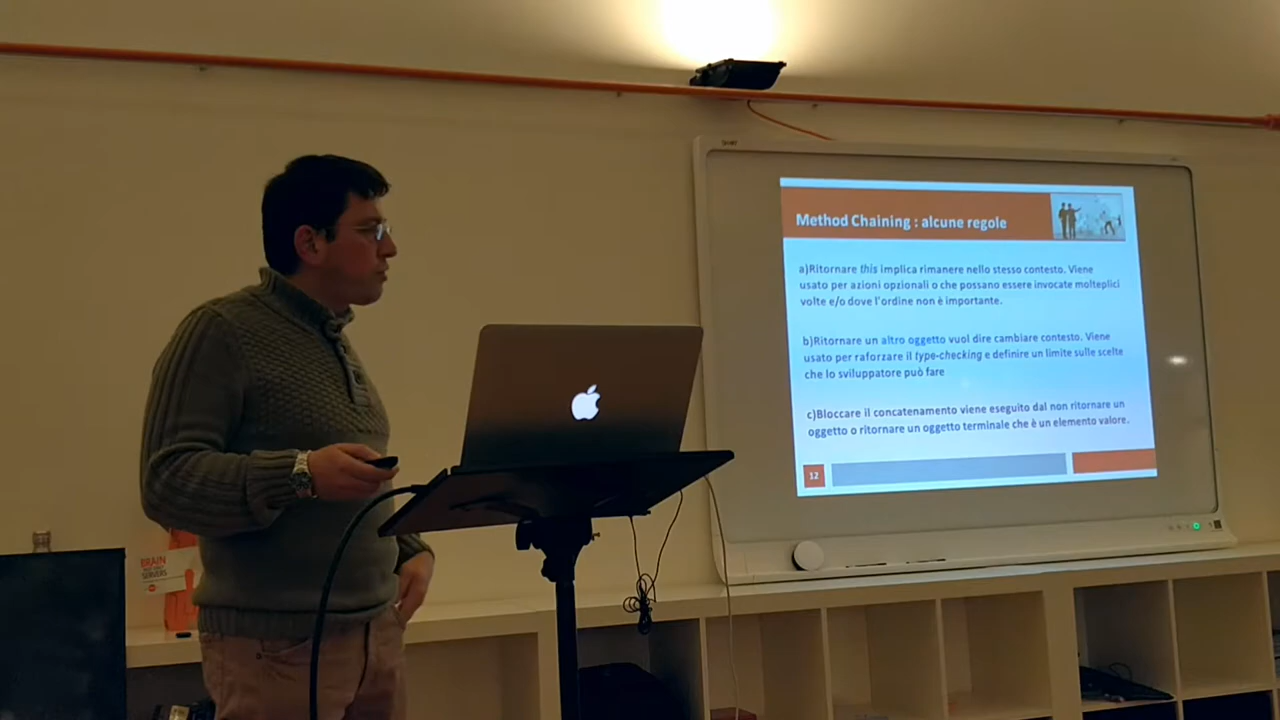 Method Chaining : alcune regole
a)Ritornare this implica rimanere nello stesso contesto. Viene
usato per azioni opzionali o che possano essere invocate molteplici
volte e/o dove l'ordine non è importante.
b)Ritornare un altro oggetto vuol dire cambiare contesto. Viene
usato per raforzare il type-checking e definire un limite sulle scelte
che lo sviluppatore può fare
c)Bloccare il concatenamento viene eseguito dal non ritornare un
oggetto o ritornare un oggetto terminale che è un elemento valore.
12
BRAIN
SERVERS